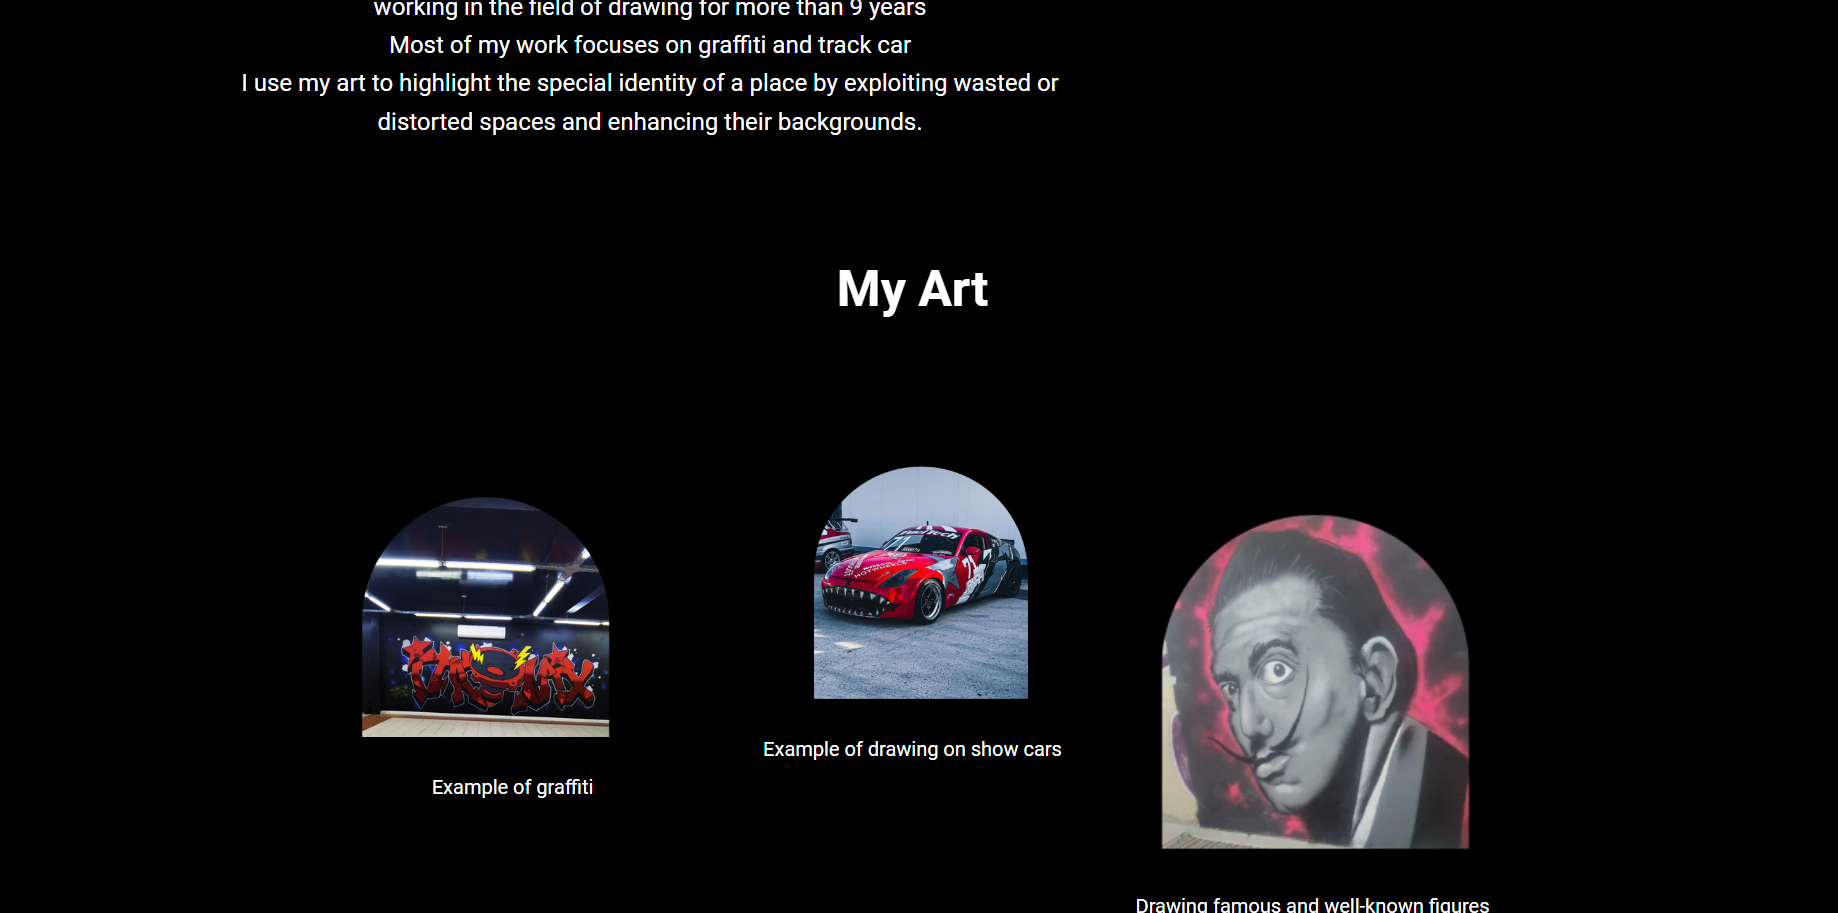 working in the field of drawing for more than 9 years
Most of my work focuses on graffiti and track car
I use my art to highlight the special identity of a place by exploiting wasted or
distorted spaces and enhancing their backgrounds.
My Art
71
71
HOTWHEELS
Example of drawing on show cars
Example of graffiti
Drawing famous and well-known figures